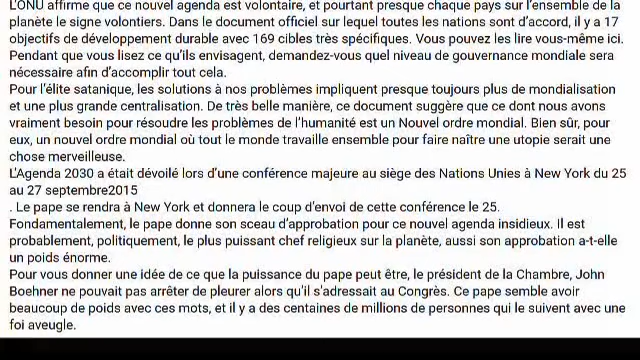 L'ONU affirme que ce nouvel agenda est volontaire, et pourtant presque chaque pays sur l'ensemble de la
planète le signe volontiers. Dans le document officiel sur lequel toutes les nations sont d'accord, il y a 17
objectifs de développement durable avec 169 cibles très spécifiques. Vous pouvez les lire vous-même ici.
Pendant que vous lisez ce qu'ils envisagent, demandez-vous quel niveau de gouvernance mondiale sera
nécessaire afin d'accomplir tout cela.
Pour l'élite satanique, les solutions à nos problèmes impliquent presque toujours plus de mondialisation
et une plus grande centralisation. De très belle manière, ce document suggère que ce dont nous avons
vraiment besoin pour résoudre les problèmes de l'humanité est un Nouvel ordre mondial. Bien sûr, pour
eux, un nouvel ordre mondial où tout le monde travaille ensemble pour faire naître une utopie serait une
chose merveilleuse.
L'Agenda 2030 a était dévoilé lors d'une conférence majeure au siège des Nations Unies à New York du 25
au 27 septembre2015
. Le pape se rendra à New York et donnera le coup d'envoi de cette conférence le 25.
Fondamentalement, le pape donne son sceau d'approbation pour ce nouvel agenda insidieux. Il est
probablement, politiquement, le plus puissant chef religieux sur la planète, aussi son approbation a-t-elle
un poids énorme.
Pour vous donner une idée de ce que la puissance du pape peut être, le président de la Chambre, John
Boehner ne pouvait pas arrêter de pleurer alors qu'il s'adressait au Congrès. Ce pape semble avoir
beaucoup de poids avec ces mots, et il y a des centaines de millions de personnes qui le suivent avec une
foi aveugle.